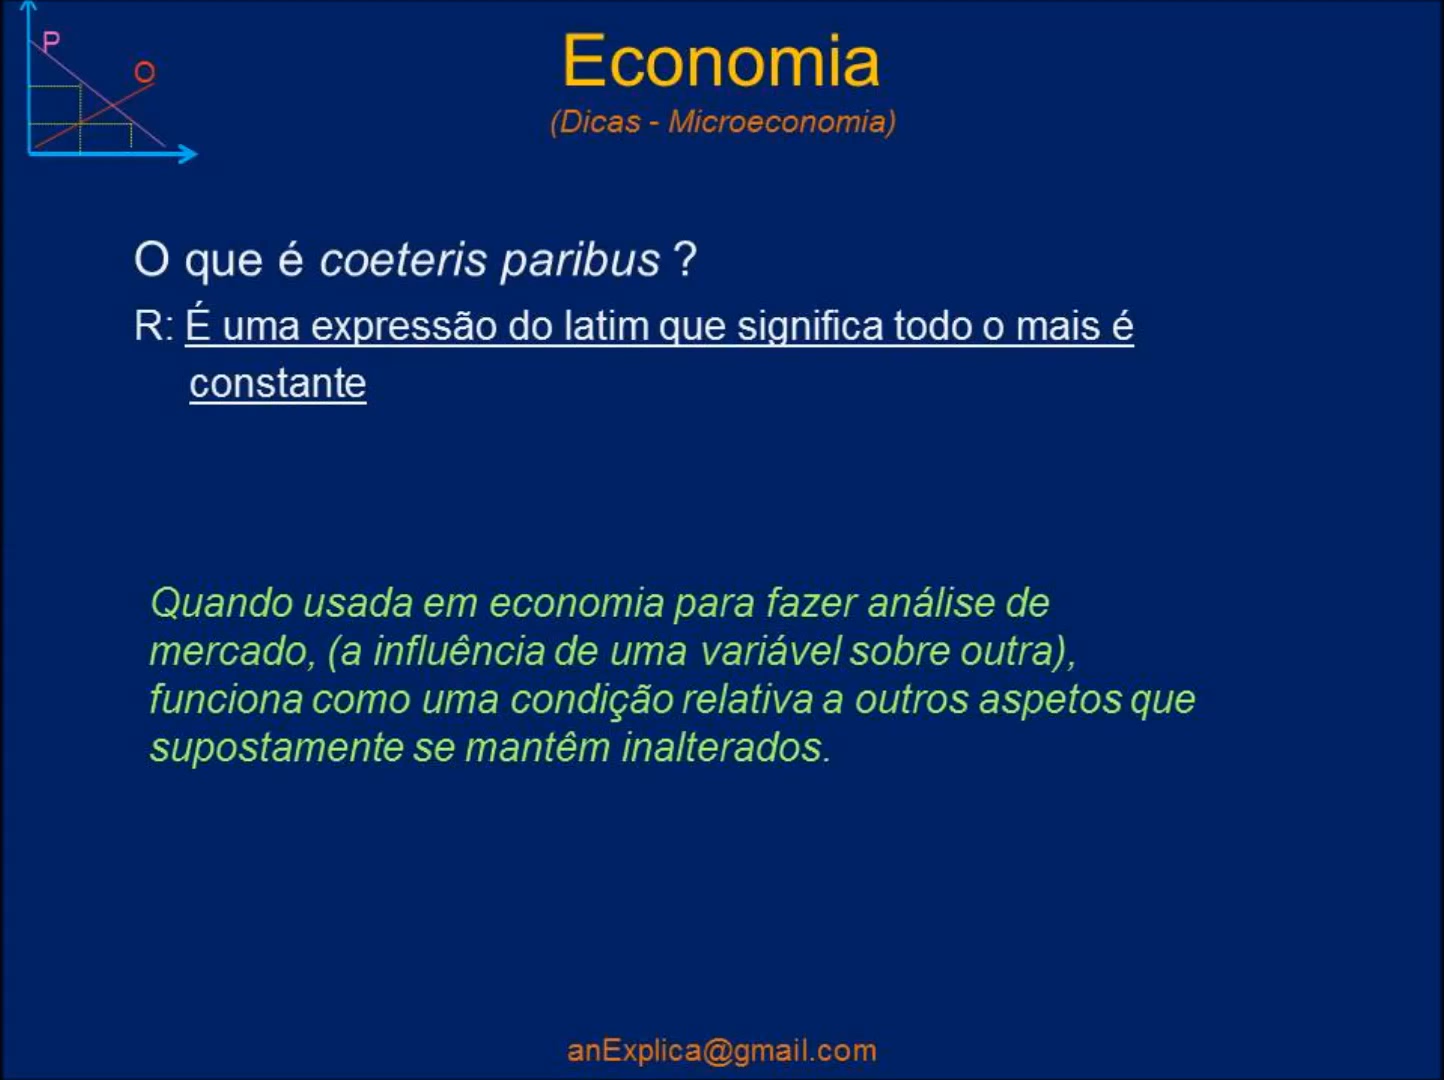 P
O
Economia
(Dicas - Microeconomia)
O que é coeteris paribus ?
R: É uma expressão do latim que significa todo o mais é
constante
Quando usada em economia para fazer análise de
mercado, (a influência de uma variável sobre outra),
funciona como uma condição relativa a outros aspetos que
supostamente se mantêm inalterados.
anExplica@gmail.com